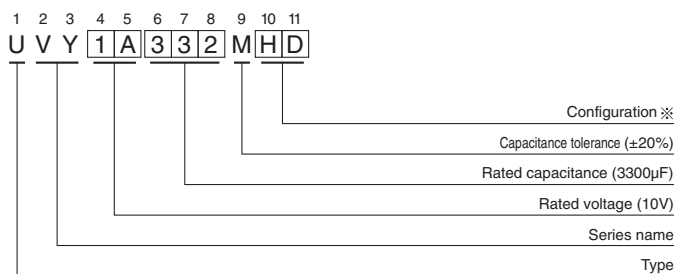 1 2 3 4 5 6 7 8 9 10 11
U V Y 1 A 3 3 2 M H D
Configuration ※
Capacitance tolerance (±20%)
Rated capacitance (3300µF)
Rated voltage (10V)
Series name
Type